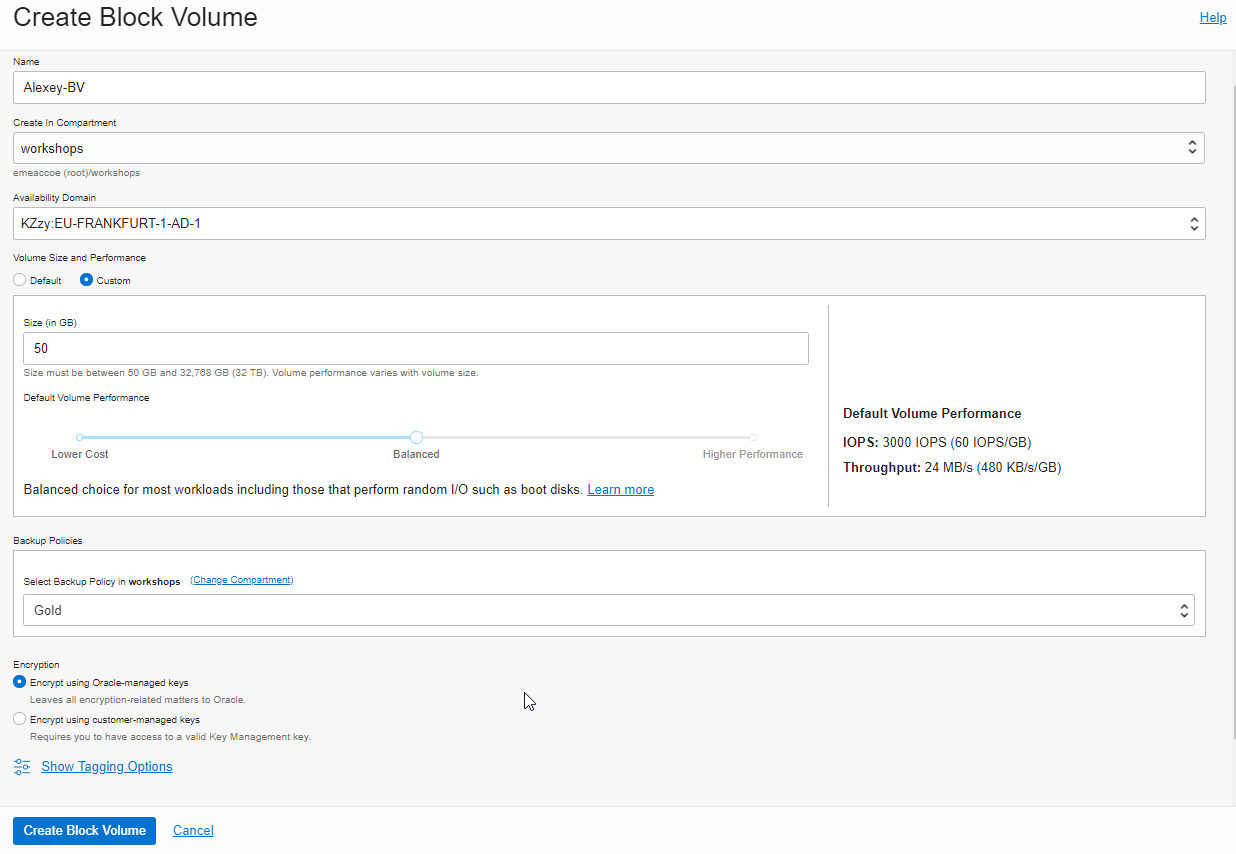 Create Block Volume
Help
Name
Alexey-BV
Create In Compartment
workshops
emeaccoe (root)/workshops
Availability Domain
KZzy:EU-FRANKFURT-1-AD-1
Volume Size and Performance
Default Custom
Size (in GB)
50
Size must be between 50 GB and 32,768 GB (32 TB). Volume performance varies with volume size.
Default Volume Performance
Lower Cost Balanced Higher Performance
Balanced choice for most workloads including those that perform random I/O such as boot disks. Learn more
Default Volume Performance
IOPS: 3000 IOPS (60 IOPS/GB)
Throughput: 24 MB/s (480 KB/s/GB)
Backup Policies
Select Backup Policy in workshops (Change Compartment)
Gold
Encryption
Encrypt using Oracle-managed keys
Leaves all encryption-related matters to Oracle.
Encrypt using customer-managed keys
Requires you to have access to a valid Key Management key.
Show Tagging Options
Create Block Volume Cancel